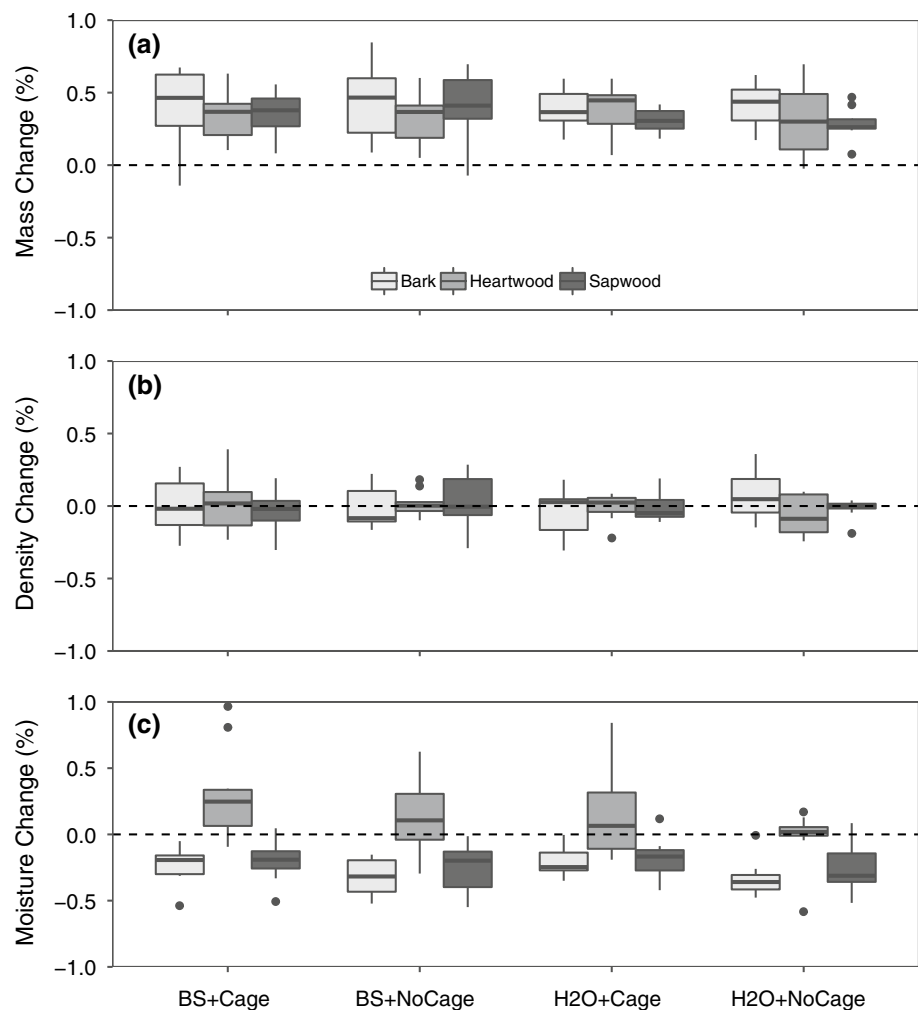 (a)
Mass Change (%)
1.0
0.5
0.0
−0.5
−1.0
Bark Heartwood Sapwood
(b)
Density Change (%)
1.0
0.5
0.0
−0.5
−1.0
(c)
Moisture Change (%)
1.0
0.5
0.0
−0.5
−1.0
BS+Cage BS+NoCage H2O+Cage H2O+NoCage